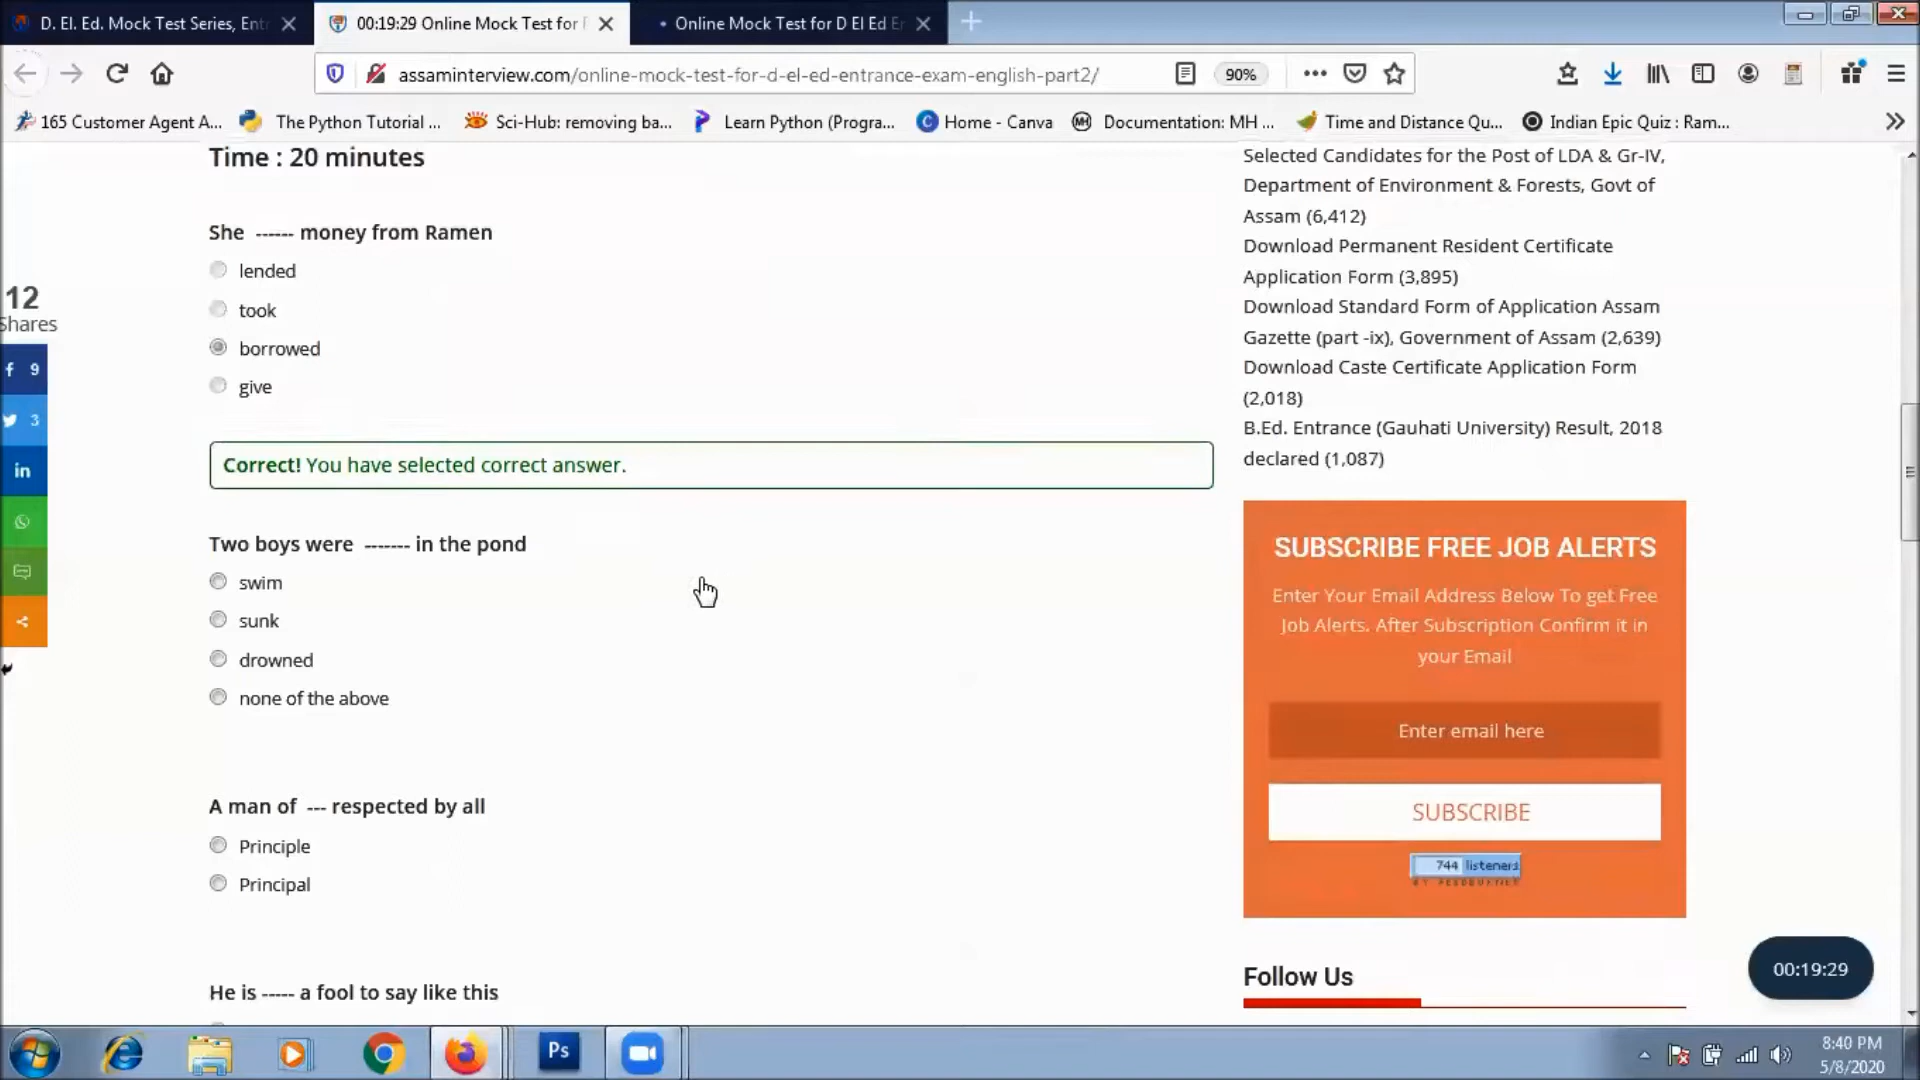 D. El. Ed. Mock Test Series, Ent
00:19:29 Online Mock Test for
Online Mock Test for D El Ed E
assaminterview.com/online-mock-test-for-d-el-ed-entrance-exam-english-part2/
90%
165 Customer Agent A...
The Python Tutorial ...
Sci-Hub: removing ba...
Learn Python (Progra...
Home - Canva
Documentation: MH ...
Time and Distance Qu...
Indian Epic Quiz : Ram...
Time : 20 minutes
She ------ money from Ramen
lended
took
borrowed
give
Correct! You have selected correct answer.
Two boys were ------- in the pond
swim
sunk
drowned
none of the above
A man of --- respected by all
Principle
Principal
He is ----- a fool to say like this
12
Shares
9
3
Selected Candidates for the Post of LDA & Gr-IV,
Department of Environment & Forests, Govt of
Assam (6,412)
Download Permanent Resident Certificate
Application Form (3,895)
Download Standard Form of Application Assam
Gazette (part -ix), Government of Assam (2,639)
Download Caste Certificate Application Form
(2,018)
B.Ed. Entrance (Gauhati University) Result, 2018
declared (1,087)
SUBSCRIBE FREE JOB ALERTS
Enter Your Email Address Below To get Free
Job Alerts. After Subscription Confirm it in
your Email
Enter email here
SUBSCRIBE
744 listeners
BY FEEDBURNER
Follow Us
00:19:29
Ps
8:40 PM
5/8/2020